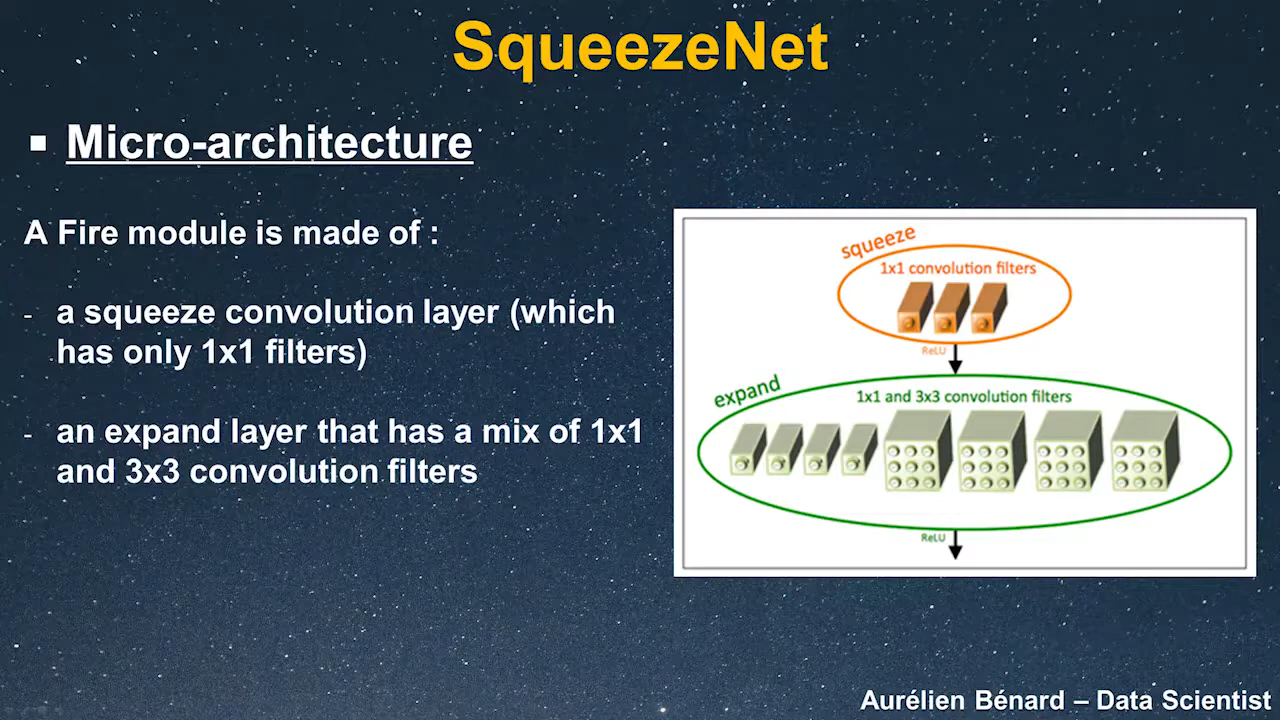 SqueezeNet
▪ Micro-architecture
A Fire module is made of :
- a squeeze convolution layer (which
has only 1x1 filters)
- an expand layer that has a mix of 1x1
and 3x3 convolution filters
squeeze
1x1 convolution filters
ReLU
expand
1x1 and 3x3 convolution filters
ReLU
Aurélien Bénard – Data Scientist